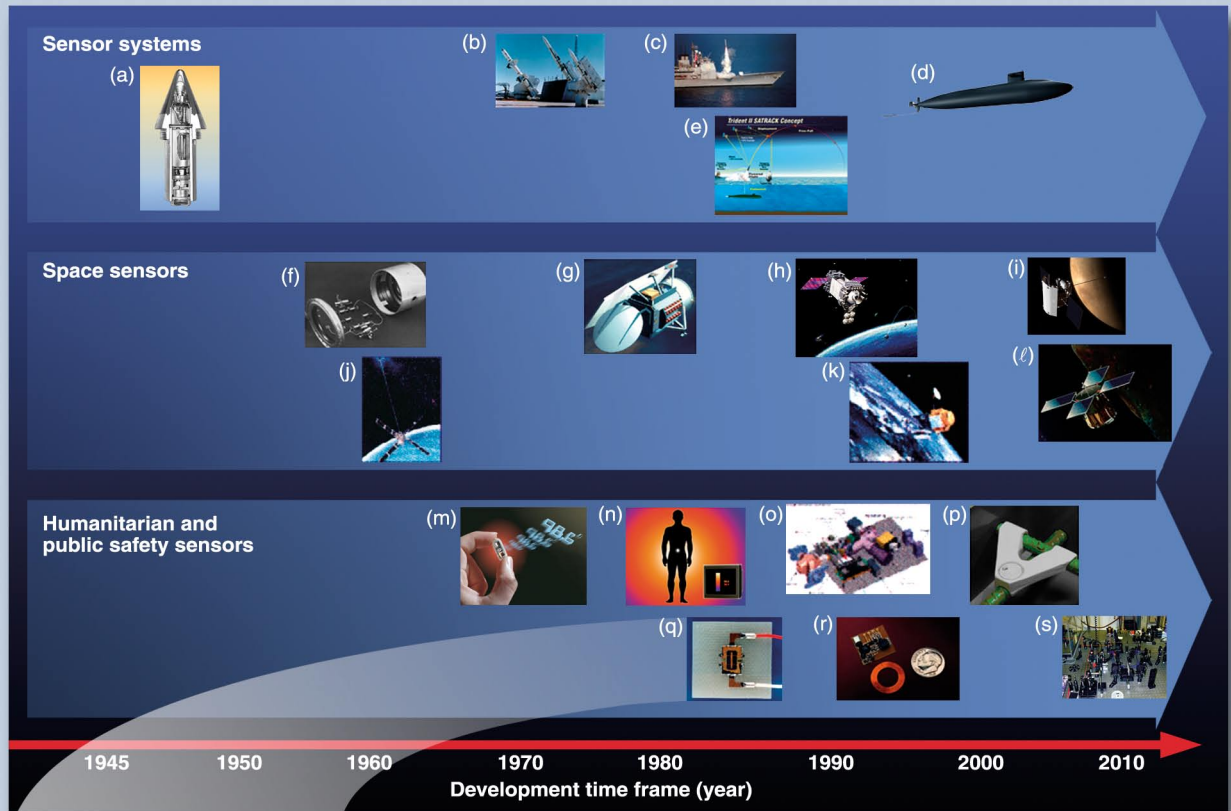 Sensor systems
(a)
(b)
(c)
(d)
(e)
Trident II SATRACK Concept
Space sensors
(f)
(g)
(h)
(i)
(j)
(k)
(ℓ)
Humanitarian and
public safety sensors
(m)
(n)
(o)
(p)
(q)
(r)
(s)
1945
1950
1960
1970
1980
1990
2000
2010
Development time frame (year)